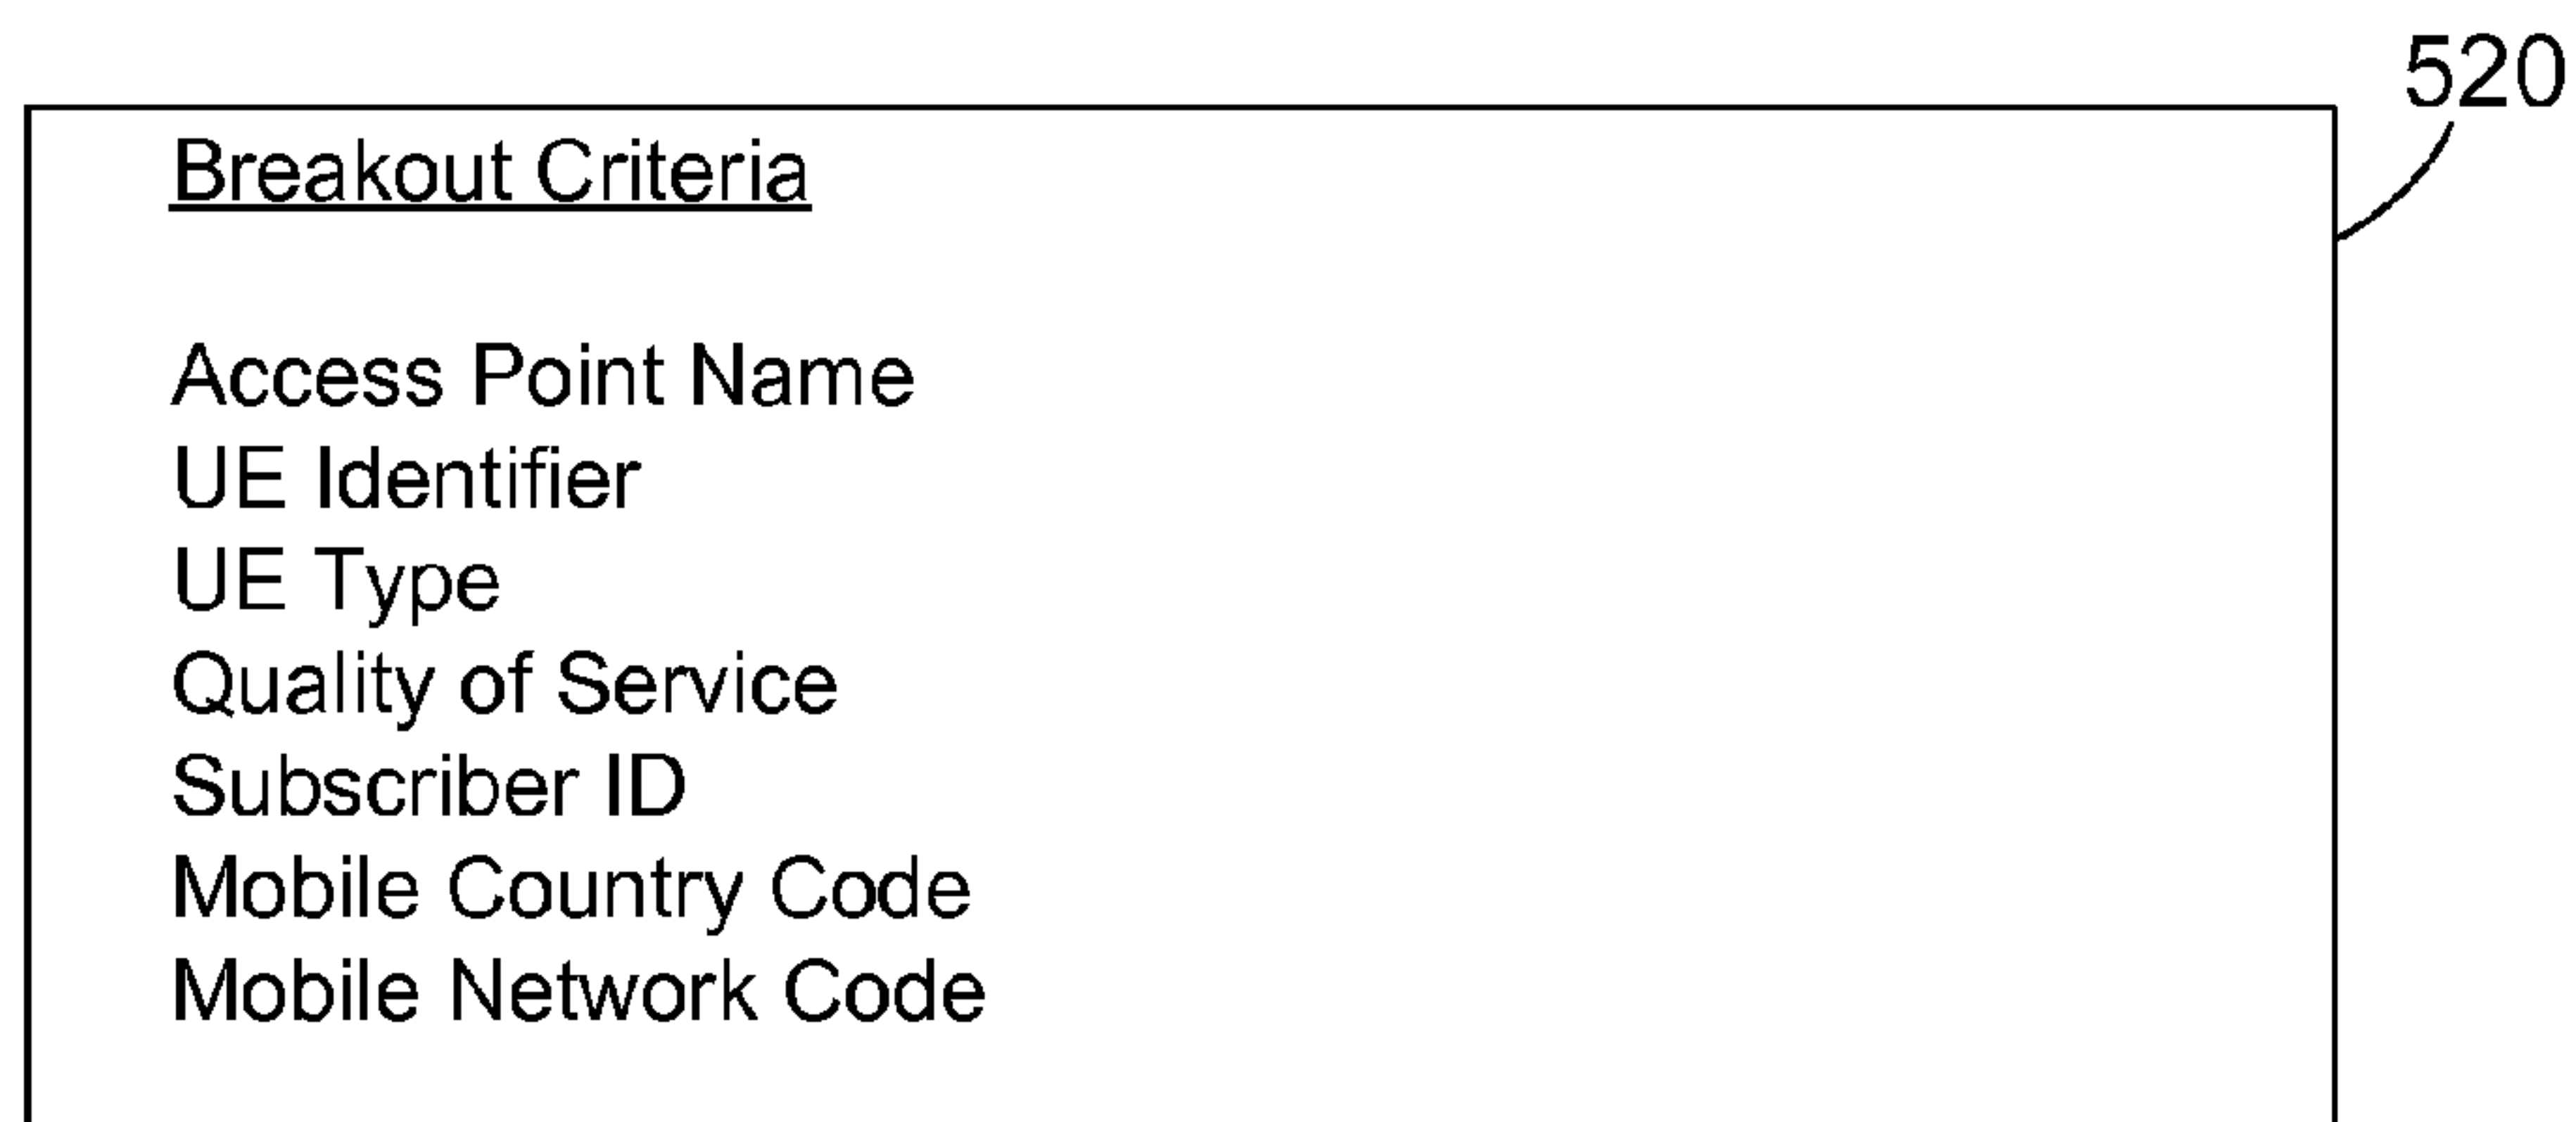 520
Breakout Criteria
Access Point Name
UE Identifier
UE Type
Quality of Service
Subscriber ID
Mobile Country Code
Mobile Network Code